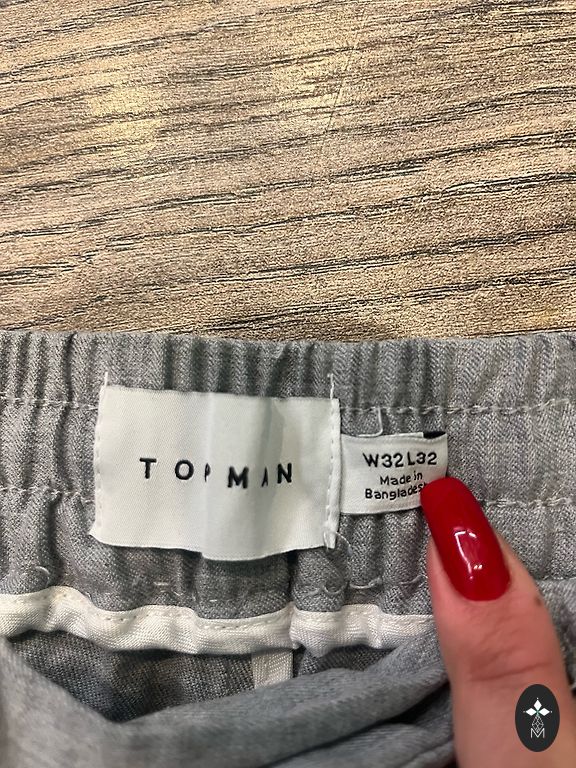 TOPMAN
W32 L32
Made in
Bangladesh
M